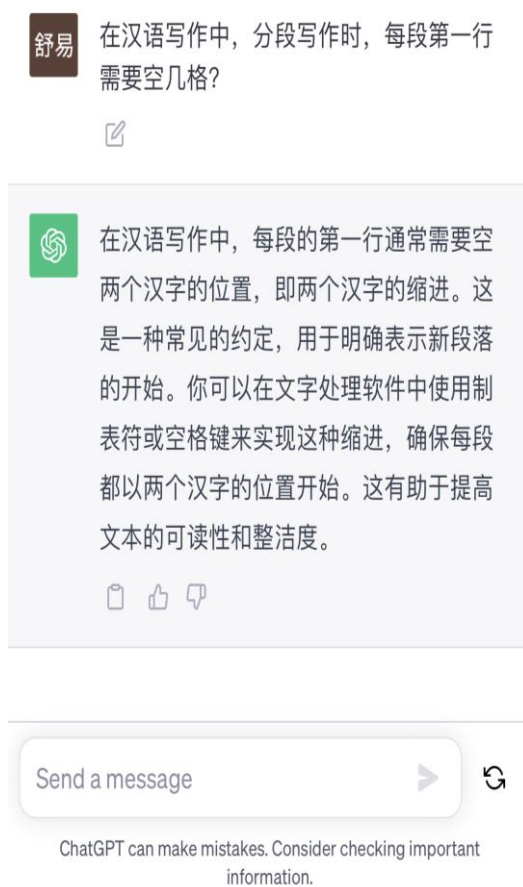 舒易
在汉语写作中，分段写作时，每段第一行
需要空几格？
在汉语写作中，每段的第一行通常需要空
两个汉字的位置，即两个汉字的缩进。这
是一种常见的约定，用于明确表示新段落
的开始。你可以在文字处理软件中使用制
表符或空格键来实现这种缩进，确保每段
都以两个汉字的位置开始。这有助于提高
文本的可读性和整洁度。
Send a message
ChatGPT can make mistakes. Consider checking important
information.